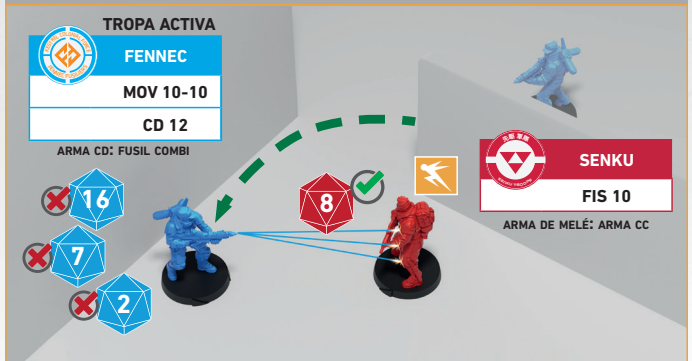 TROPA ACTIVA
FENNEC
MOV 10-10
CD 12
ARMA CD: FUSIL COMBI
16
7
2
8
SENKU
FIS 10
ARMA DE MELÉ: ARMA CC